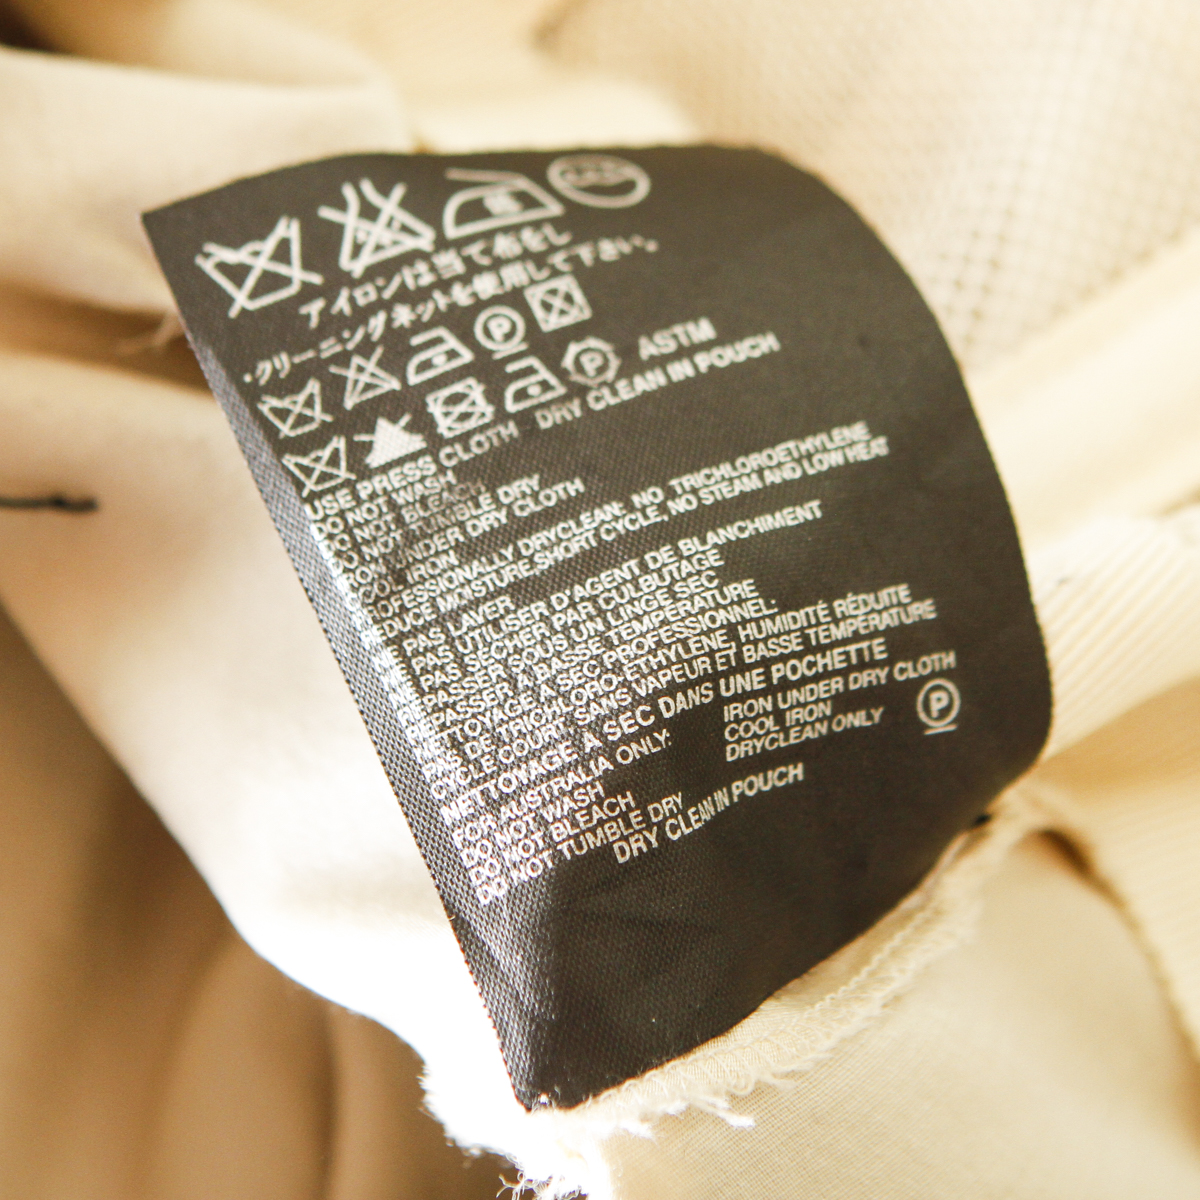 アイロンは当て布をし
・クリーニングネットを使用して下さい。
P
P ASTM
USE PRESS CLOTH DRY CLEAN IN POUCH
DO NOT WASH
DO NOT BLEACH
DO NOT TUMBLE DRY
IRON UNDER DRY CLOTH
COOL IRON
PROFESSIONALLY DRYCLEAN: NO TRICHLOROETHYLENE
REDUCE MOISTURE, SHORT CYCLE, NO STEAM AND LOW HEAT
NE PAS LAVER
NE PAS UTILISER D'AGENT DE BLANCHIMENT
NE PAS SECHER PAR CULBUTAGE
REPASSER SOUS UN LINGE SEC
REPASSER A BASSE TEMPÉRATURE
NETTOYAGE A SEC PROFESSIONNEL:
PAS DE TRICHLORO-ETHYLENE, HUMIDITÉ RÉDUITE
CYCLE COURT, SANS VAPEUR ET BASSE TEMPÉRATURE
NETTOYAGE A SEC DANS UNE POCHETTE
FOR AUSTRALIA ONLY:
DO NOT WASH
DO NOT BLEACH
DO NOT TUMBLE DRY
IRON UNDER DRY CLOTH
COOL IRON
DRYCLEAN ONLY
P
DRY CLEAN IN POUCH